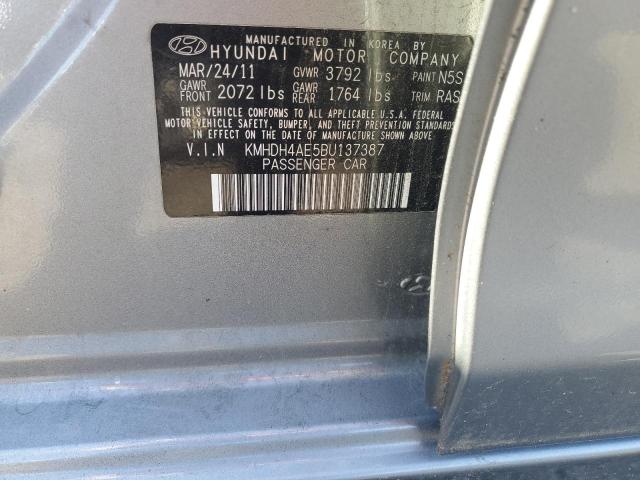 MANUFACTURED IN KOREA BY
HYUNDAI MOTOR COMPANY
MAR/24/11 GVWR 3792 lbs PAINT N5S
GAWR FRONT 2072 lbs GAWR REAR 1764 lbs TRIM RAS
THIS VEHICLE CONFORMS TO ALL APPLICABLE U.S.A. FEDERAL
MOTOR VEHICLE SAFETY, BUMPER, AND THEFT PREVENTION STANDARDS
IN EFFECT ON THE DATE OF MANUFACTURE SHOWN ABOVE
V.I.N KMHDH4AE5BU137387
PASSENGER CAR